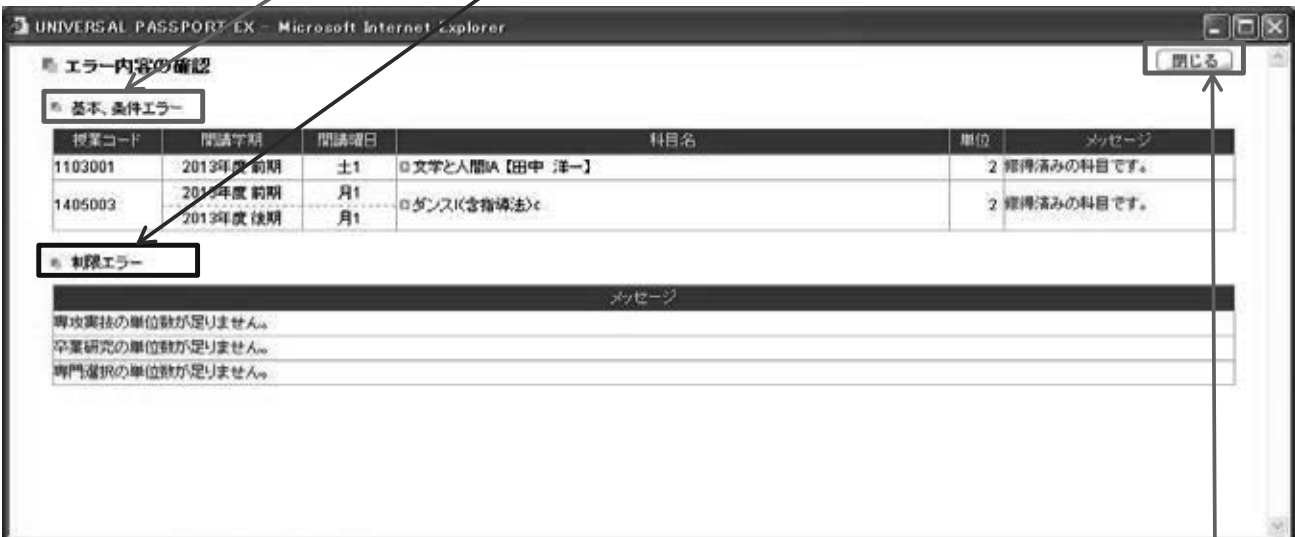 UNIVERSAL PASSPORT EX - Microsoft Internet Explorer
エラー内容の確認
閉じる
基本、条件エラー
授業コード 開講学期 開講曜日 科目名 単位 メッセージ
1103001 2013年度 前期 土1 文学と人間IA【田中 洋一】 2 修得済みの科目です。
1405003 2013年度 前期 月1 ダンスI(含指導法)c 2 修得済みの科目です。
2013年度 後期 月1
制限エラー
メッセージ
専攻実技の単位数が足りません。
卒業研究の単位数が足りません。
専門選択の単位数が足りません。